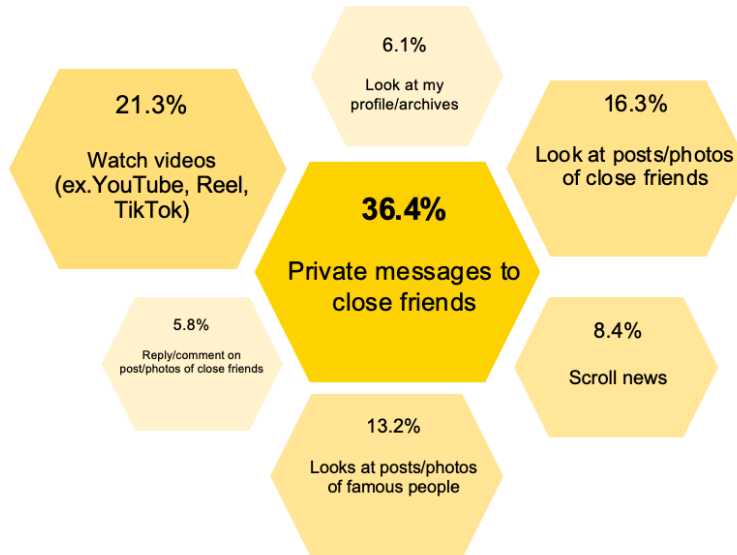 6.1%
Look at my
profile/archives
21.3%
Watch videos
(ex.YouTube, Reel,
TikTok)
16.3%
Look at posts/photos
of close friends
36.4%
Private messages to
close friends
5.8%
Reply/comment on
post/photos of close friends
8.4%
Scroll news
13.2%
Looks at posts/photos
of famous people